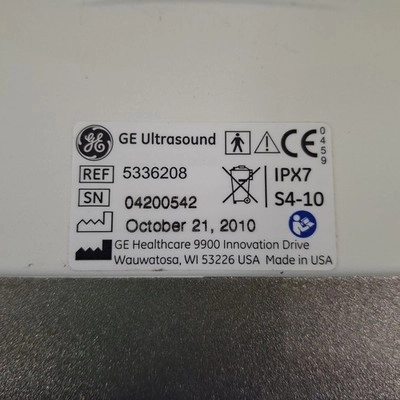 GE Ultrasound CE 0459
REF 5336208 IPX7
SN 04200542 S4-10
October 21, 2010
GE Healthcare 9900 Innovation Drive
Wauwatosa, WI 53226 USA Made in USA